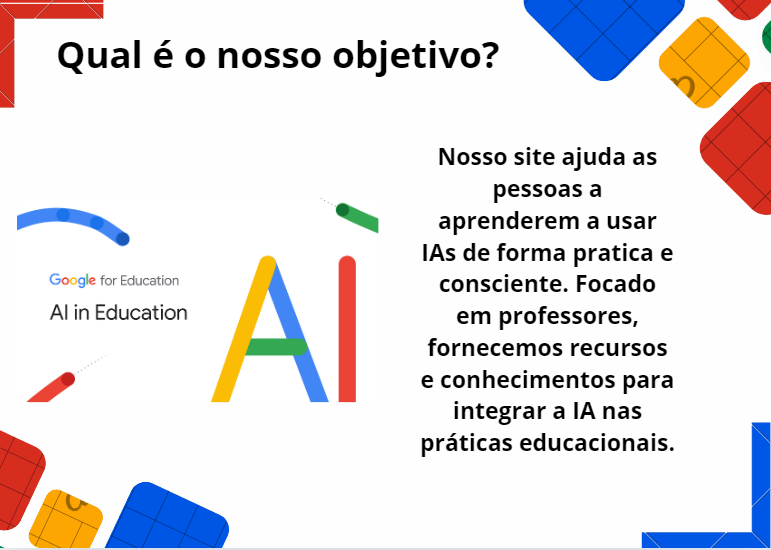 Qual é o nosso objetivo?
Nosso site ajuda as
pessoas a
aprenderem a usar
IAs de forma pratica e
consciente. Focado
em professores,
fornecemos recursos
e conhecimentos para
integrar a IA nas
práticas educacionais.
Google for Education
AI in Education
AI